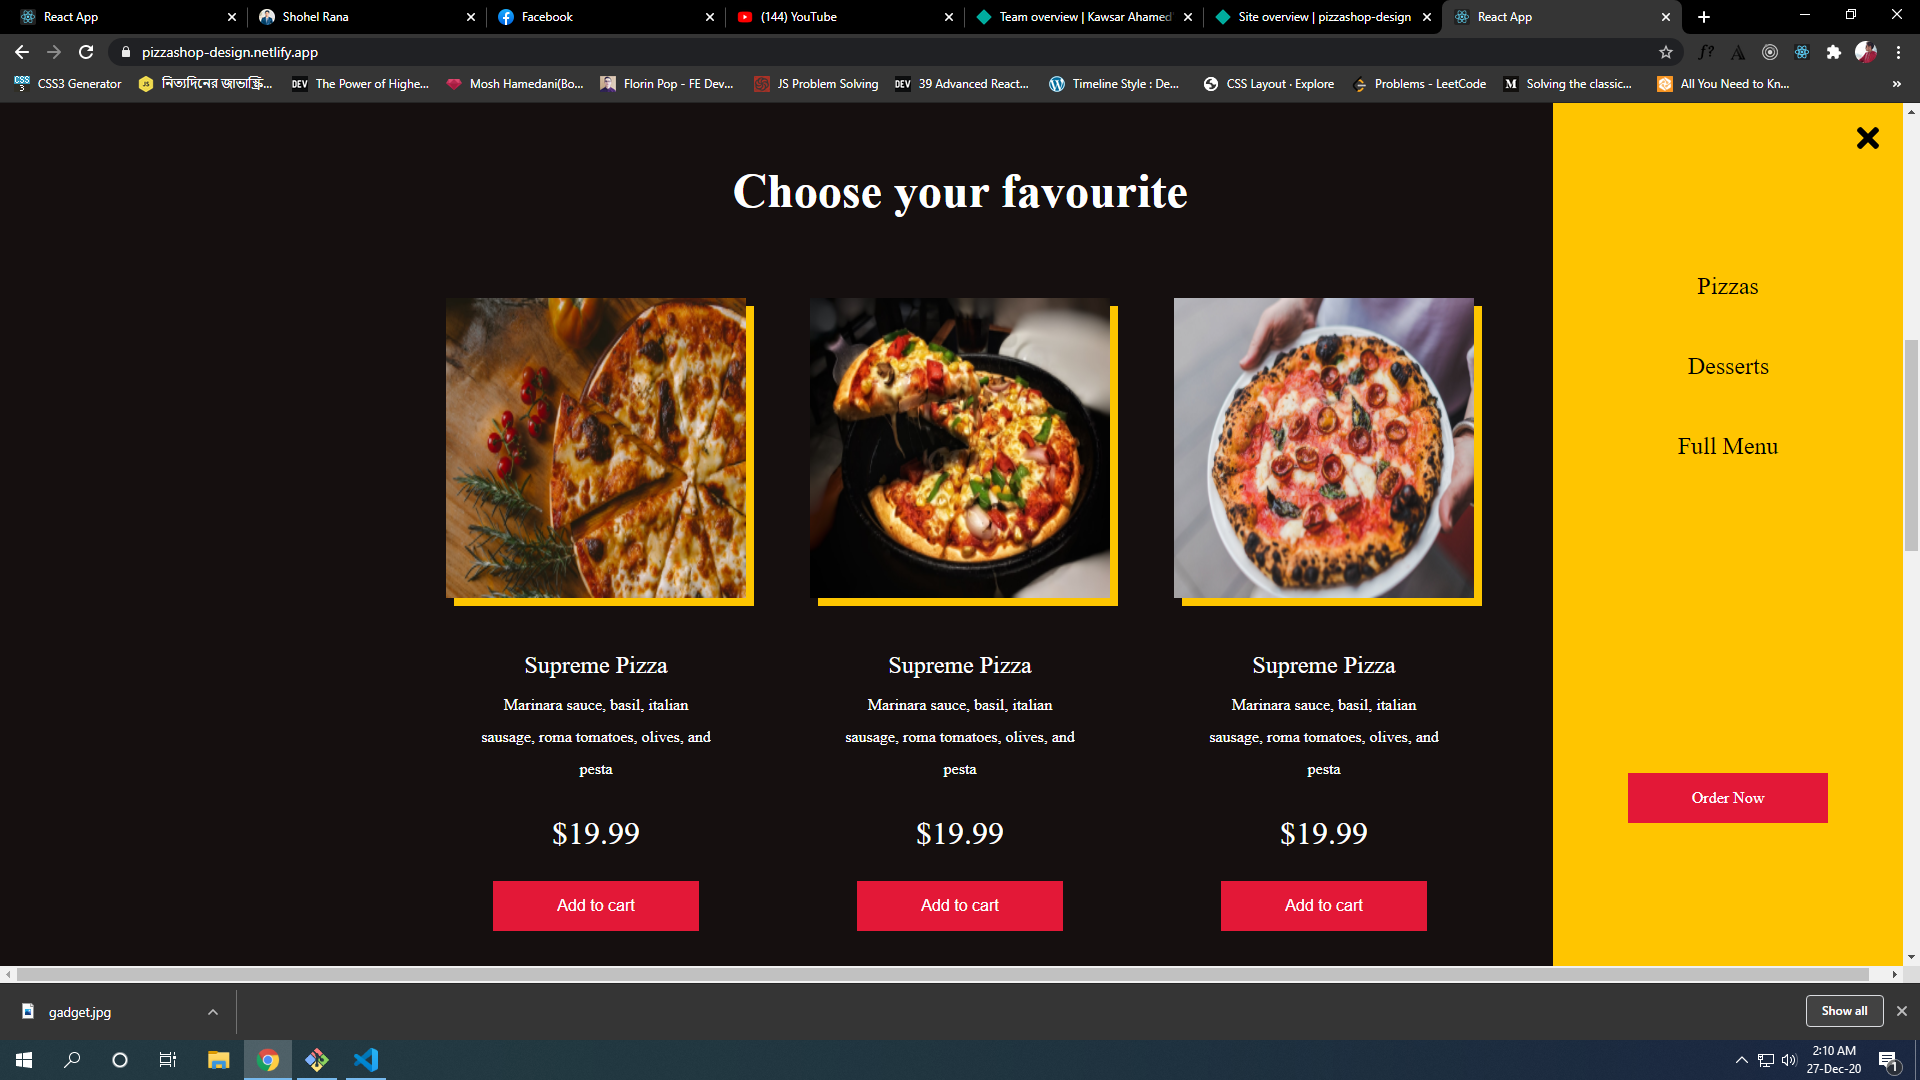 React App
Shohel Rana
Facebook
(144) YouTube
Team overview | Kawsar Ahamed
Site overview | pizzashop-design
React App
pizzashop-design.netlify.app
f?
A
CSS3 Generator
নিত্যদিনের জাভাস্ক্রি...
DEV
The Power of Highe...
Mosh Hamedani(Bo...
Florin Pop - FE Dev...
JS Problem Solving
DEV
39 Advanced React...
Timeline Style : De...
CSS Layout · Explore
Problems - LeetCode
M
Solving the classic...
All You Need to Kn...
»
Choose your favourite
Supreme Pizza
Marinara sauce, basil, italian
sausage, roma tomatoes, olives, and
pesta
$19.99
Add to cart
Supreme Pizza
Marinara sauce, basil, italian
sausage, roma tomatoes, olives, and
pesta
$19.99
Add to cart
Supreme Pizza
Marinara sauce, basil, italian
sausage, roma tomatoes, olives, and
pesta
$19.99
Add to cart
Pizzas
Desserts
Full Menu
Order Now
gadget.jpg
Show all
2:10 AM
27-Dec-20
1